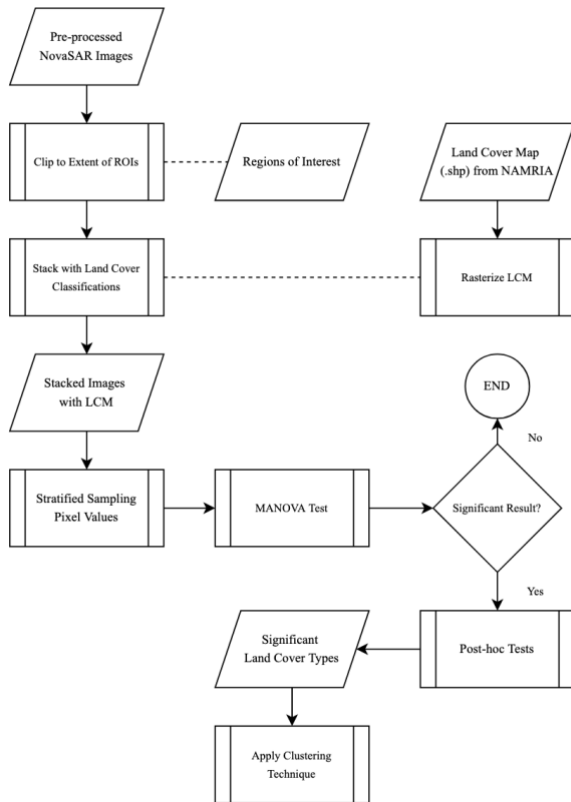 Pre-processed
NovaSAR Images
Clip to Extent of ROIs
Regions of Interest
Land Cover Map
(.shp) from NAMRIA
Stack with Land Cover
Classifications
Rasterize LCM
Stacked Images
with LCM
END
No
Stratified Sampling
Pixel Values
MANOVA Test
Significant Result?
Yes
Significant
Land Cover Types
Post-hoc Tests
Apply Clustering
Technique